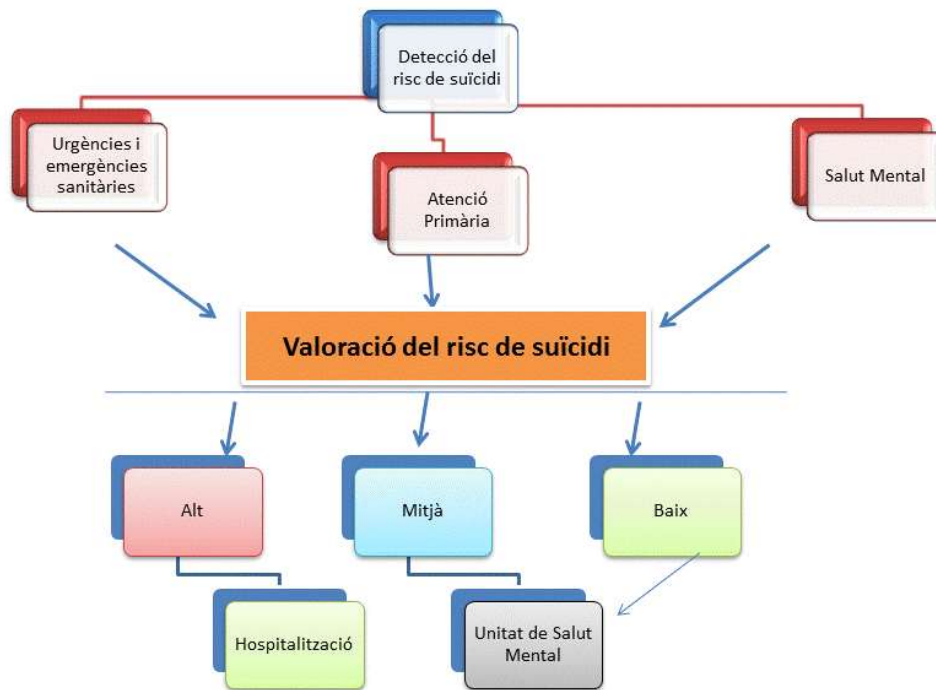 Detecció del
risc de suïcidi
Urgències i
emergències
sanitàries
Atenció
Primària
Salut Mental
Valoració del risc de suïcidi
Alt
Mitjà
Baix
Hospitalització
Unitat de Salut
Mental